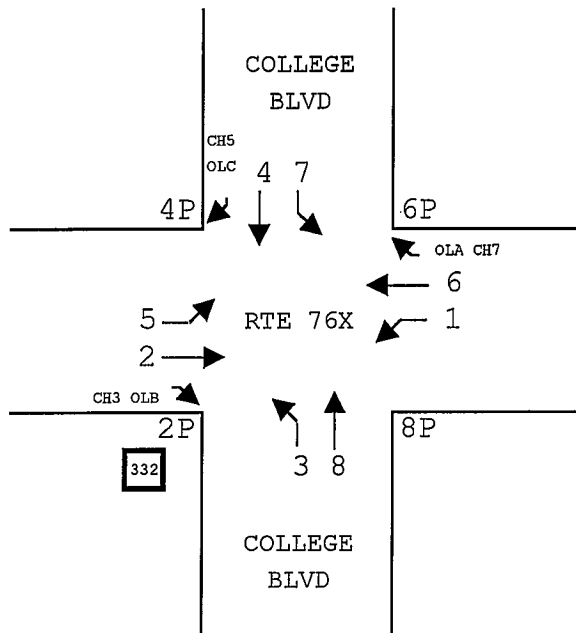 COLLEGE
BLVD
CH5
OLC
4 7
4P
6P
OLA CH7
6
5
RTE 76X
1
2
CH3 OLB
2P
8P
332
3 8
COLLEGE
BLVD